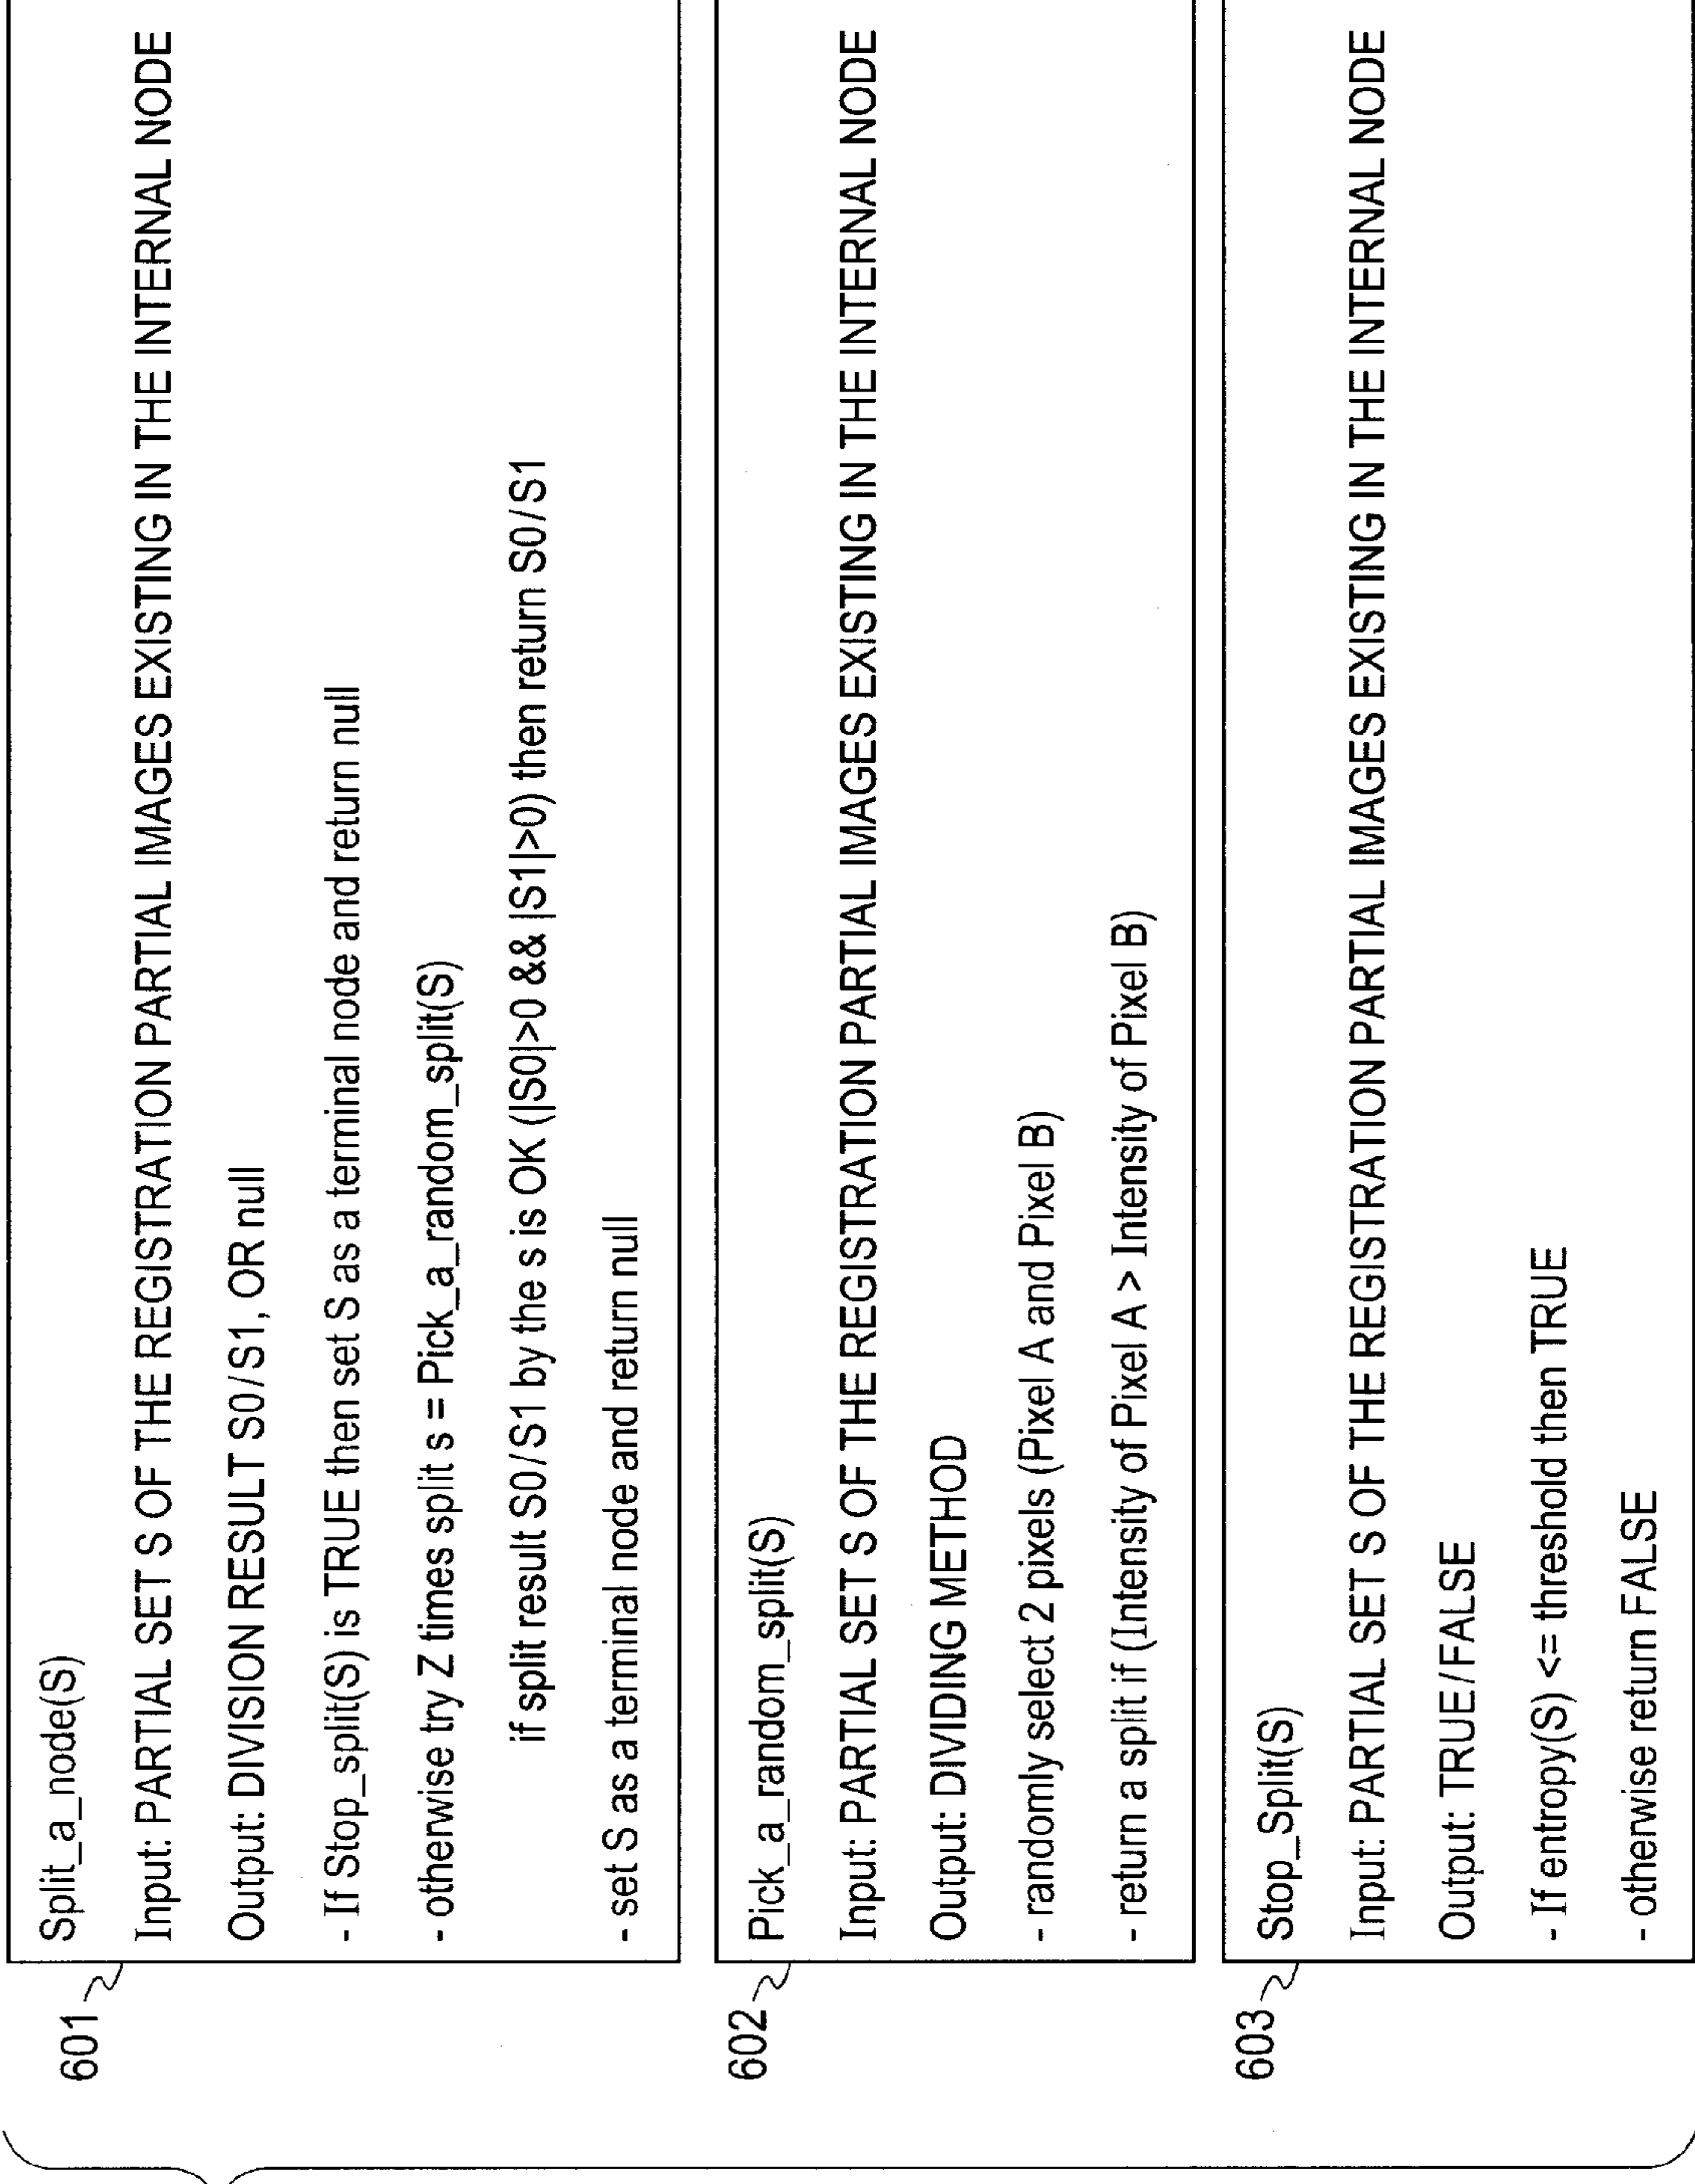 601
Split_a_node(S)
Input: PARTIAL SET S OF THE REGISTRATION PARTIAL IMAGES EXISTING IN THE INTERNAL NODE
Output: DIVISION RESULT S0/S1, OR null
- If Stop_split(S) is TRUE then set S as a terminal node and return null
- otherwise try Z times split s = Pick_a_random_split(S)
if split result S0/S1 by the s is OK (|S0|>0 && |S1|>0) then return S0/S1
- set S as a terminal node and return null
602
Pick_a_random_split(S)
Input: PARTIAL SET S OF THE REGISTRATION PARTIAL IMAGES EXISTING IN THE INTERNAL NODE
Output: DIVIDING METHOD
- randomly select 2 pixels (Pixel A and Pixel B)
- return a split if (Intensity of Pixel A > Intensity of Pixel B)
603
Stop_Split(S)
Input: PARTIAL SET S OF THE REGISTRATION PARTIAL IMAGES EXISTING IN THE INTERNAL NODE
Output: TRUE/FALSE
- If entropy(S) <= threshold then TRUE
- otherwise return FALSE